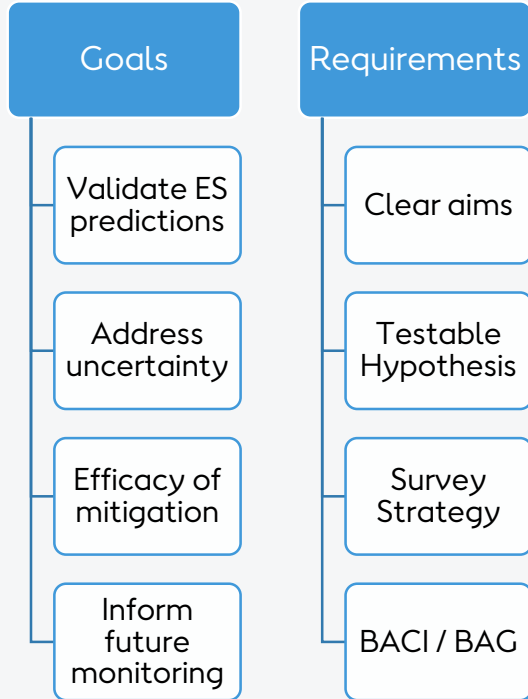 Goals
Validate ES
predictions
Address
uncertainty
Efficacy of
mitigation
Inform
future
monitoring
Requirements
Clear aims
Testable
Hypothesis
Survey
Strategy
BACI / BAG